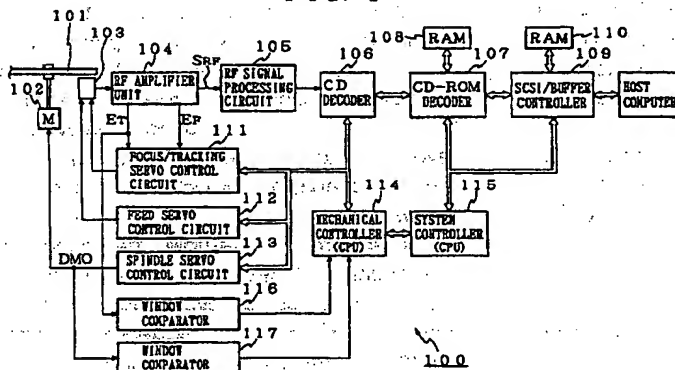 101
103
104
105
106
108
RAM
107
RAM
110
109
RF AMPLIFIER
UNIT
SRF
RF SIGNAL
PROCESSING
CIRCUIT
CD
DECODER
CD-ROM
DECODER
SCSI/BUFFER
CONTROLLER
HOST
COMPUTER
102
M
ET
EF
111
FOCUS/TRACKING
SERVO CONTROL
CIRCUIT
112
FEED SERVO
CONTROL CIRCUIT
113
DMO
SPINDLE SERVO
CONTROL CIRCUIT
114
MECHANICAL
CONTROLLER
(CPU)
115
SYSTEM
CONTROLLER
(CPU)
116
WINDOW
COMPARATOR
117
WINDOW
COMPARATOR
100